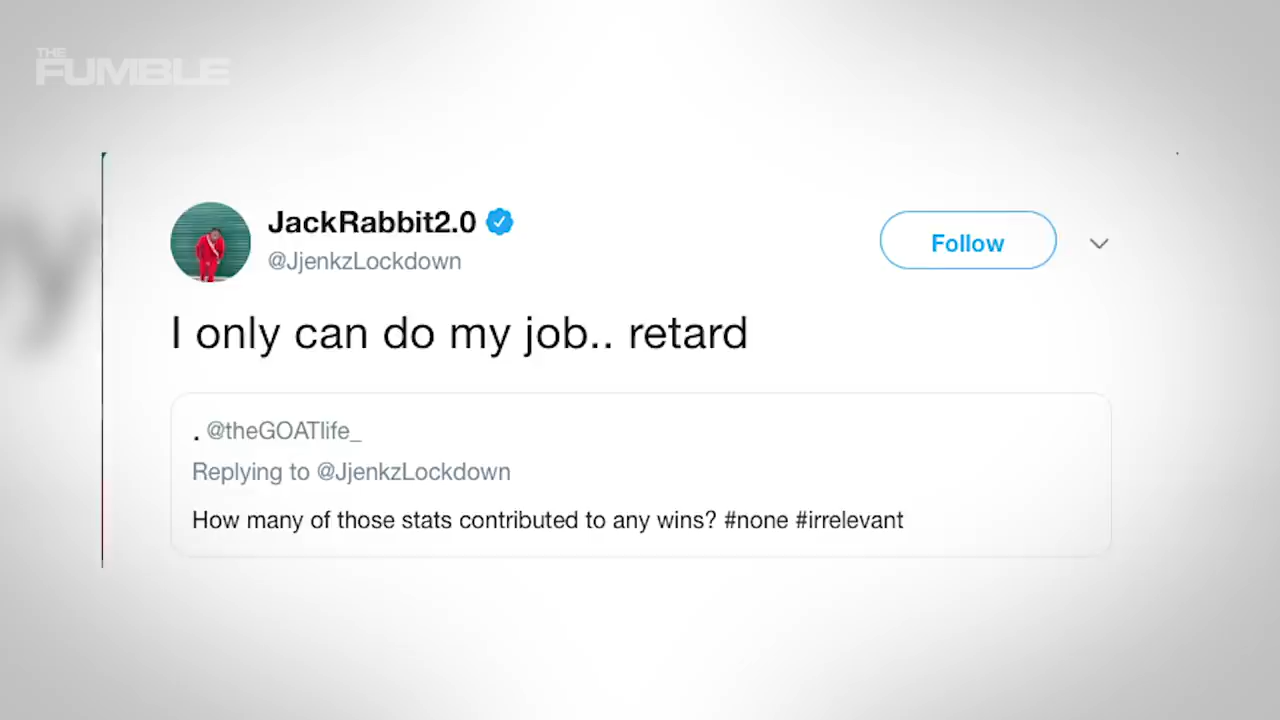 THE
FUMBLE
JackRabbit2.0
@JjenkzLockdown
Follow
I only can do my job.. retard
. @theGOATlife_
Replying to @JjenkzLockdown
How many of those stats contributed to any wins? #none #irrelevant